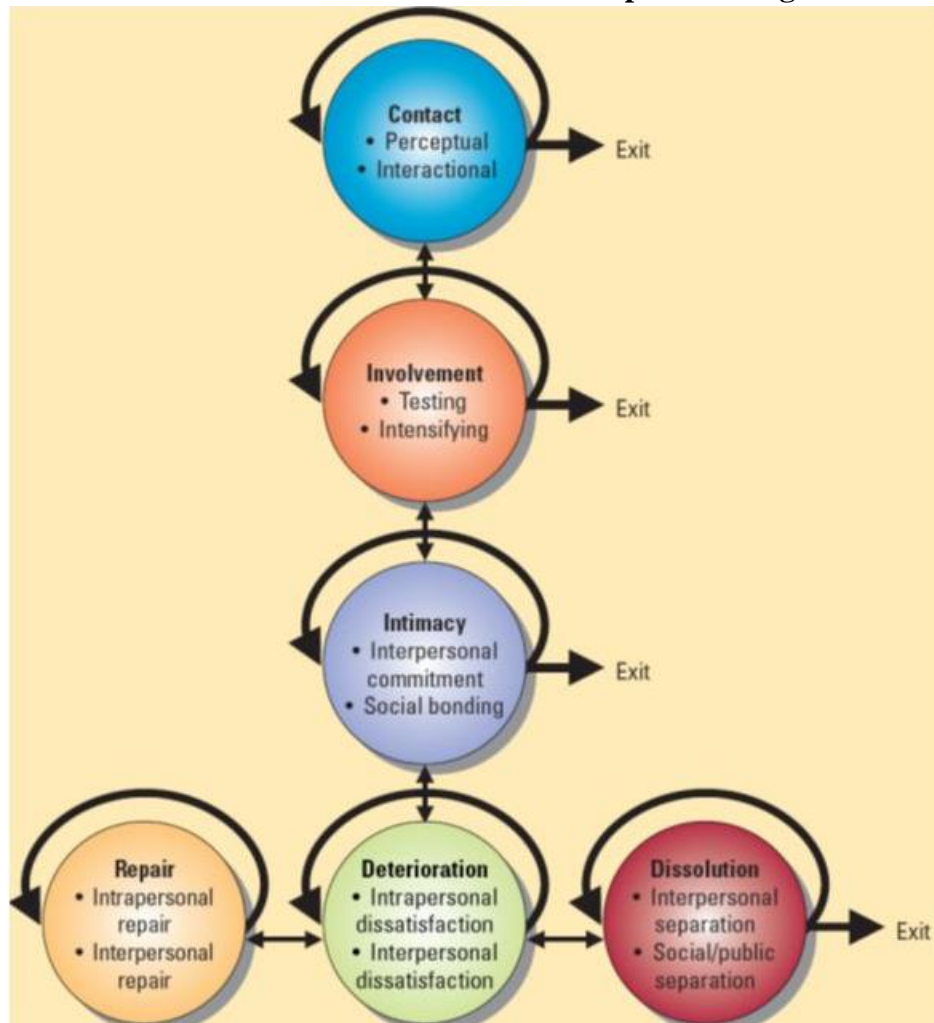 Contact
• Perceptual
• Interactional
Exit
Involvement
• Testing
• Intensifying
Exit
Intimacy
• Interpersonal
commitment
• Social bonding
Exit
Repair
• Intrapersonal
repair
• Interpersonal
repair
Deterioration
• Intrapersonal
dissatisfaction
• Interpersonal
dissatisfaction
Dissolution
• Interpersonal
separation
• Social/public
separation
Exit